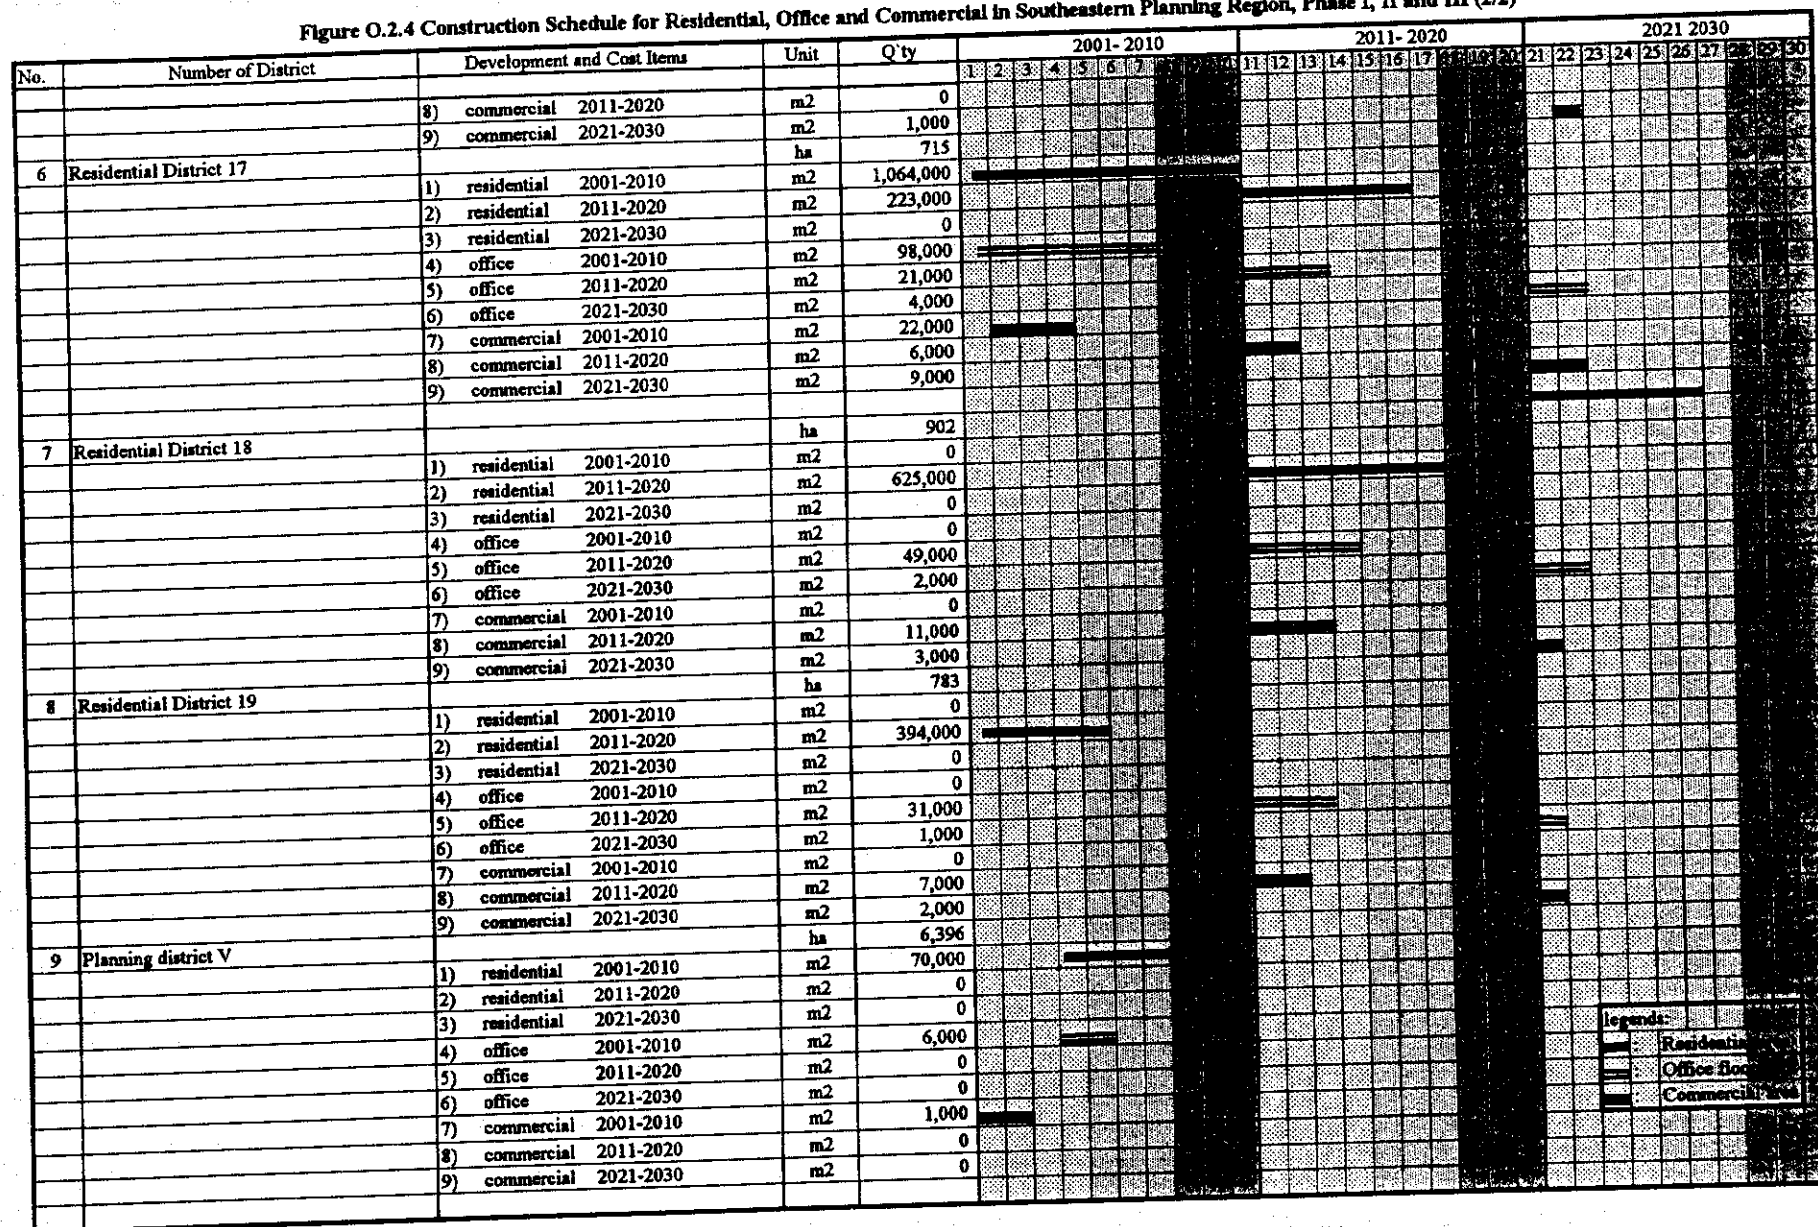 Figure O.2.4 Construction Schedule for Residential, Office and Commercial in Southeastern Planning Region, Phase I, II and III (2/2)
No. Number of District Development and Cost Items Unit Q`ty 2001- 2010 2011- 2020 2021 2030
1 2 3 4 5 6 7 11 12 13 14 15 16 17 18 19 20 21 22 23 24 25 26 27 28 29 30
8) commercial 2011-2020 m2 0
9) commercial 2021-2030 m2 1,000
6 Residential District 17 ha 715
1) residential 2001-2010 m2 1,064,000
2) residential 2011-2020 m2 223,000
3) residential 2021-2030 m2 0
4) office 2001-2010 m2 98,000
5) office 2011-2020 m2 21,000
6) office 2021-2030 m2 4,000
7) commercial 2001-2010 m2 22,000
8) commercial 2011-2020 m2 6,000
9) commercial 2021-2030 m2 9,000
7 Residential District 18 ha 902
1) residential 2001-2010 m2 0
2) residential 2011-2020 m2 625,000
3) residential 2021-2030 m2 0
4) office 2001-2010 m2 0
5) office 2011-2020 m2 49,000
6) office 2021-2030 m2 2,000
7) commercial 2001-2010 m2 0
8) commercial 2011-2020 m2 11,000
9) commercial 2021-2030 m2 3,000
8 Residential District 19 ha 783
1) residential 2001-2010 m2 0
2) residential 2011-2020 m2 394,000
3) residential 2021-2030 m2 0
4) office 2001-2010 m2 0
5) office 2011-2020 m2 31,000
6) office 2021-2030 m2 1,000
7) commercial 2001-2010 m2 0
8) commercial 2011-2020 m2 7,000
9) commercial 2021-2030 m2 2,000
9 Planning district V ha 6,396
1) residential 2001-2010 m2 70,000
2) residential 2011-2020 m2 0
3) residential 2021-2030 m2 0
4) office 2001-2010 m2 6,000
5) office 2011-2020 m2 0
6) office 2021-2030 m2 0
7) commercial 2001-2010 m2 1,000
8) commercial 2011-2020 m2 0
9) commercial 2021-2030 m2 0
legends:
: Residential
: Office
: Commercial area